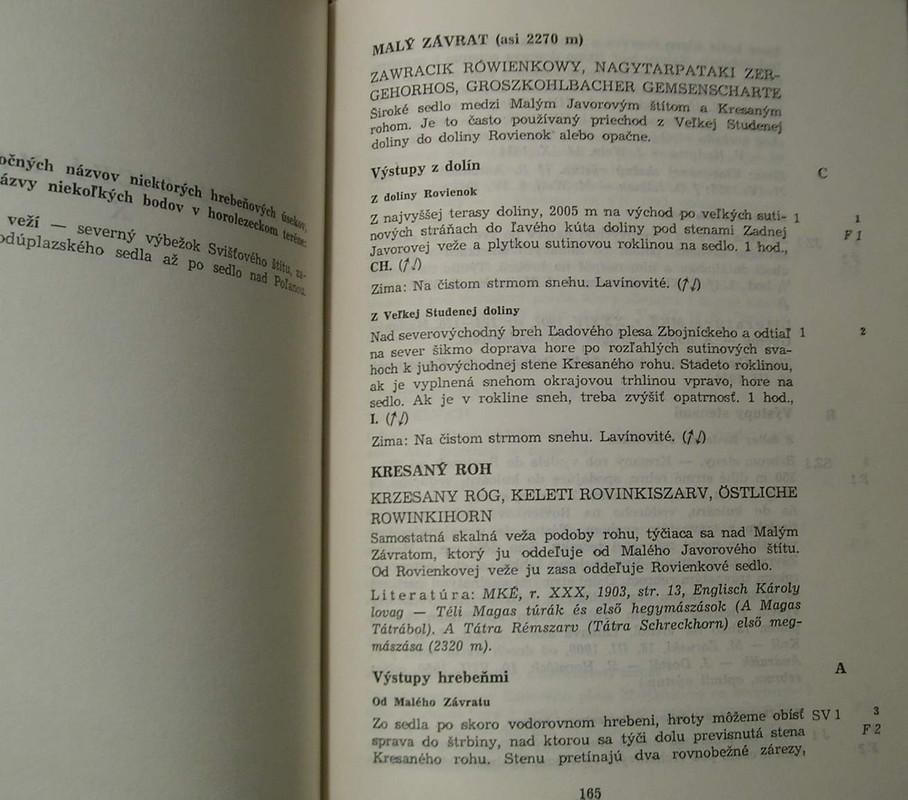 očných názvov niektorých hrebeňových úsekov,
ázvy niekoľkých bodov v horolezeckom teréne:
veží — severný výbežok Svišťového štítu, za-
odúplazského sedla až po sedlo nad Poľanou.
MALÝ ZÁVRAT (asi 2270 m)
ZAWRACIK RÓWIENKOWY, NAGYTARPATAKI ZER-
GEHORHOS, GROSZKOHLBACHER GEMSENSCHARTE
Široké sedlo medzi Malým Javorovým štítom a Kresaným
rohom. Je to často používaný priechod z Veľkej Studenej
doliny do doliny Rovienok alebo opačne.
Výstupy z dolín C
Z doliny Rovienok
Z najvyššej terasy doliny, 2005 m na východ po veľkých suti- 1 1
nových stráňach do ľavého kúta doliny pod stenami Zadnej F 1
Javorovej veže a plytkou sutinovou roklinou na sedlo. 1 hod.,
CH. (↑↓)
Zima: Na čistom strmom snehu. Lavínovité. (↑↓)
Z Veľkej Studenej doliny
Nad severovýchodný breh Ľadového plesa Zbojníckeho a odtiaľ 1 2
na sever šikmo doprava hore po rozľahlých sutinových sva-
hoch k juhovýchodnej stene Kresaného rohu. Stadeto roklinou,
ak je vyplnená snehom okrajovou trhlinou vpravo, hore na
sedlo. Ak je v rokline sneh, treba zvýšiť opatrnosť. 1 hod.,
I. (↑↓)
Zima: Na čistom strmom snehu. Lavínovité. (↑↓)
KRESANÝ ROH
KRZESANY RÓG, KELETI ROVINKISZARV, ÖSTLICHE
ROWINKIHORN
Samostatná skalná veža podoby rohu, týčiaca sa nad Malým
Závratom, ktorý ju oddeľuje od Malého Javorového štítu.
Od Rovienkovej veže ju zasa oddeľuje Rovienkové sedlo.
Literatúra: MKE, r. XXX, 1903, str. 13, Englisch Károly
lovag — Téli Magas túrák és első hegymászások (A Magas
Tátrából). A Tátra Rémszarv (Tátra Schreckhorn) első meg-
mászása (2320 m).
Výstupy hrebeňmi A
Od Malého Závratu
Zo sedla po skoro vodorovnom hrebeni, hroty môžeme obísť SV 1 3
sprava do štrbiny, nad ktorou sa týči dolu previsnutá stena F 2
Kresaného rohu. Stenu pretínajú dva rovnobežné zárezy,
165